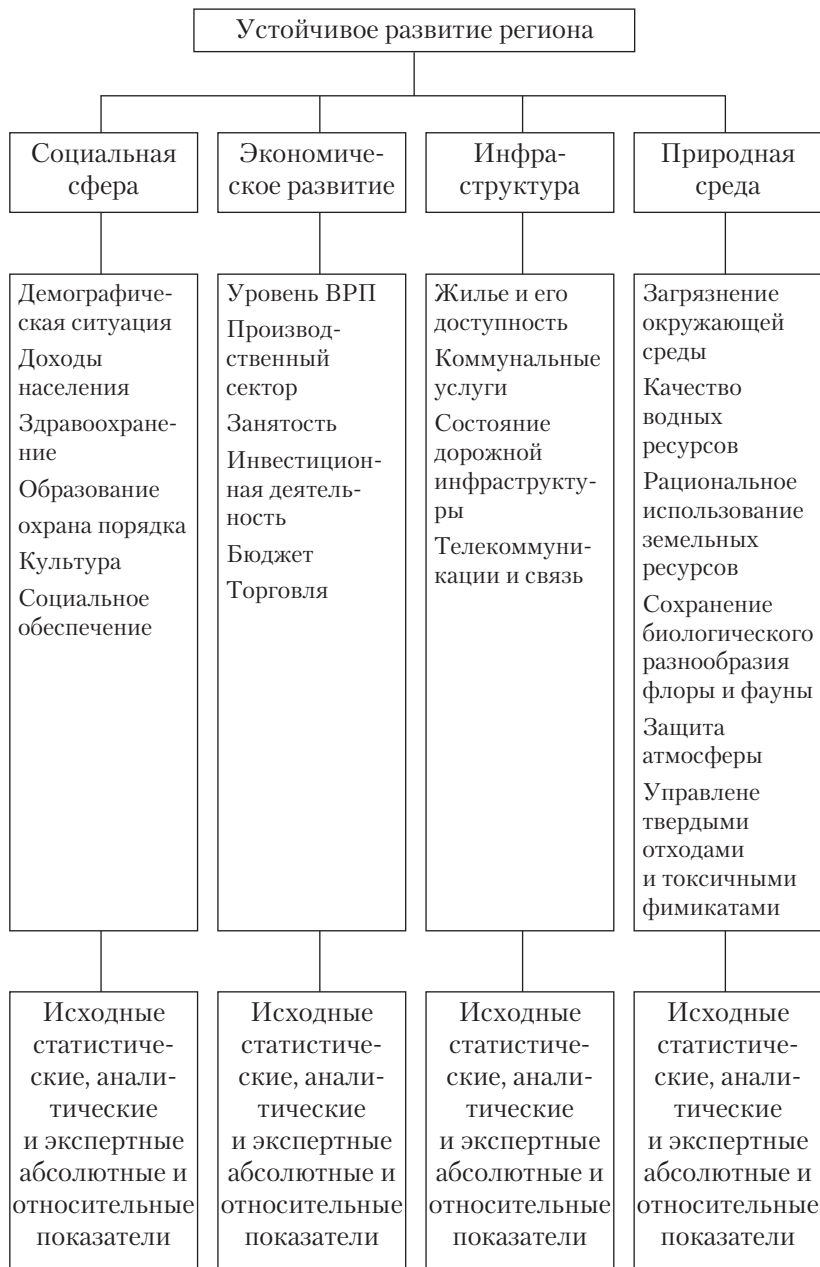 Устойчивое развитие региона
Социальная
сфера
Экономиче-
ское развитие
Инфра-
структура
Природная
среда
Демографиче-
ская ситуация
Доходы
населения
Здравоохране-
ние
Образование
охрана порядка
Культура
Социальное
обеспечение
Уровень ВРП
Производ-
ственный
сектор
Занятость
Инвестицион-
ная деятель-
ность
Бюджет
Торговля
Жилье и его
доступность
Коммунальные
услуги
Состояние
дорожной
инфраструкту-
ры
Телекоммуни-
кации и связь
Загрязнение
окружающей
среды
Качество
водных
ресурсов
Рациональное
использование
земельных
ресурсов
Сохранение
биологического
разнообразия
флоры и фауны
Защита
атмосферы
Управлене
твердыми
отходами
и токсичными
фимикатами
Исходные
статистиче-
ские, анали-
тические
и экспертные
абсолютные и
относительные
показатели
Исходные
статистиче-
ские, анали-
тические
и экспертные
абсолютные и
относительные
показатели
Исходные
статистиче-
ские, анали-
тические
и экспертные
абсолютные и
относительные
показатели
Исходные
статистиче-
ские, анали-
тические
и экспертные
абсолютные и
относительные
показатели